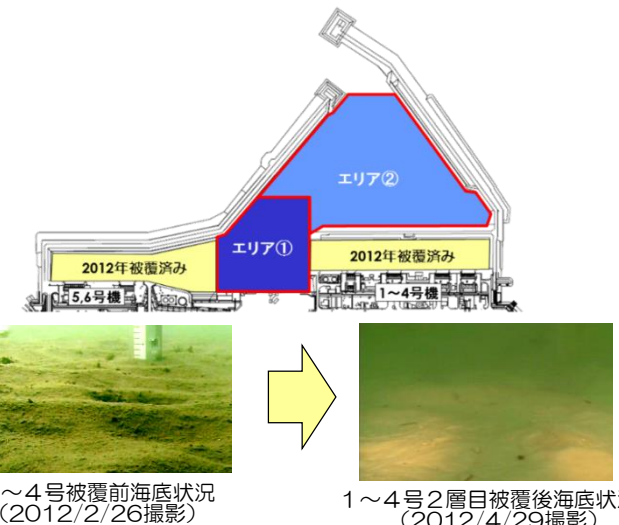 エリア②
エリア①
2012年被覆済み
2012年被覆済み
5,6号機
1～4号機
～４号被覆前海底状況
（2012/2/26撮影）
１～４号２層目被覆後海底状
（2012/4/29撮影）